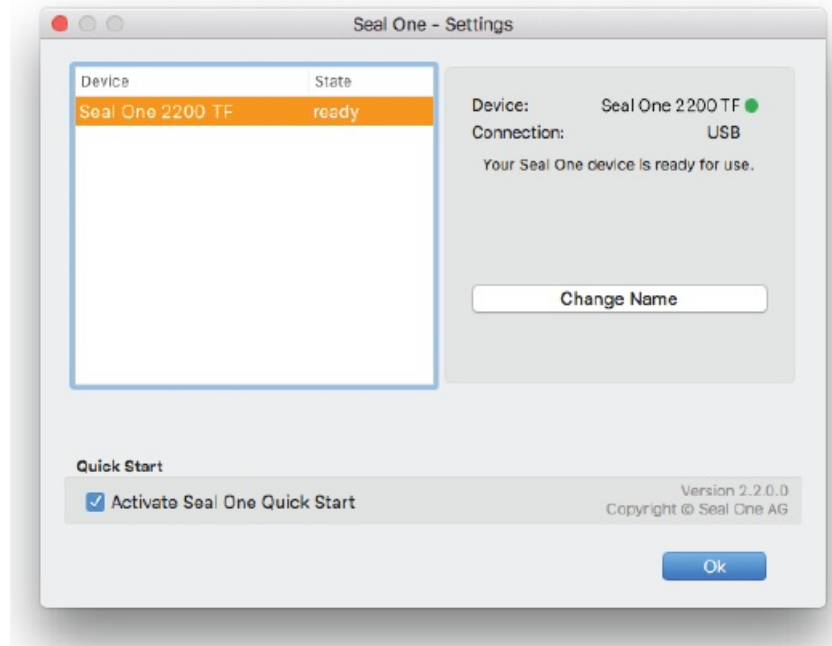 Seal One – Settings
Device State
Seal One 2200 TF ready
Device: Seal One 2200 TF
Connection: USB
Your Seal One device is ready for use.
Change Name
Quick Start
Activate Seal One Quick Start
Version 2.2.0.0
Copyright © Seal One AG
Ok